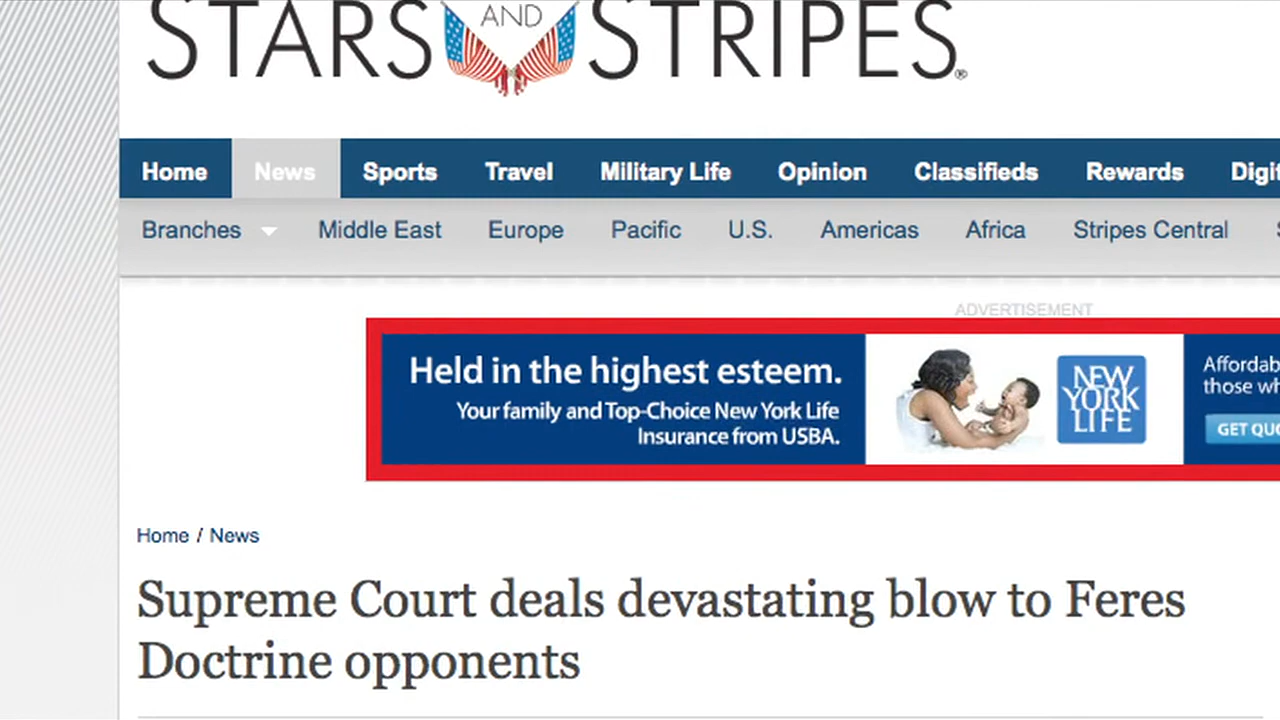 STARS AND STRIPES®
Home News Sports Travel Military Life Opinion Classifieds Rewards
Branches Middle East Europe Pacific U.S. Americas Africa Stripes Central
ADVERTISEMENT
Held in the highest esteem.
Your family and Top-Choice New York Life
Insurance from USBA.
NEW
YORK
LIFE
those
GET
Home / News
Supreme Court deals devastating blow to Feres
Doctrine opponents